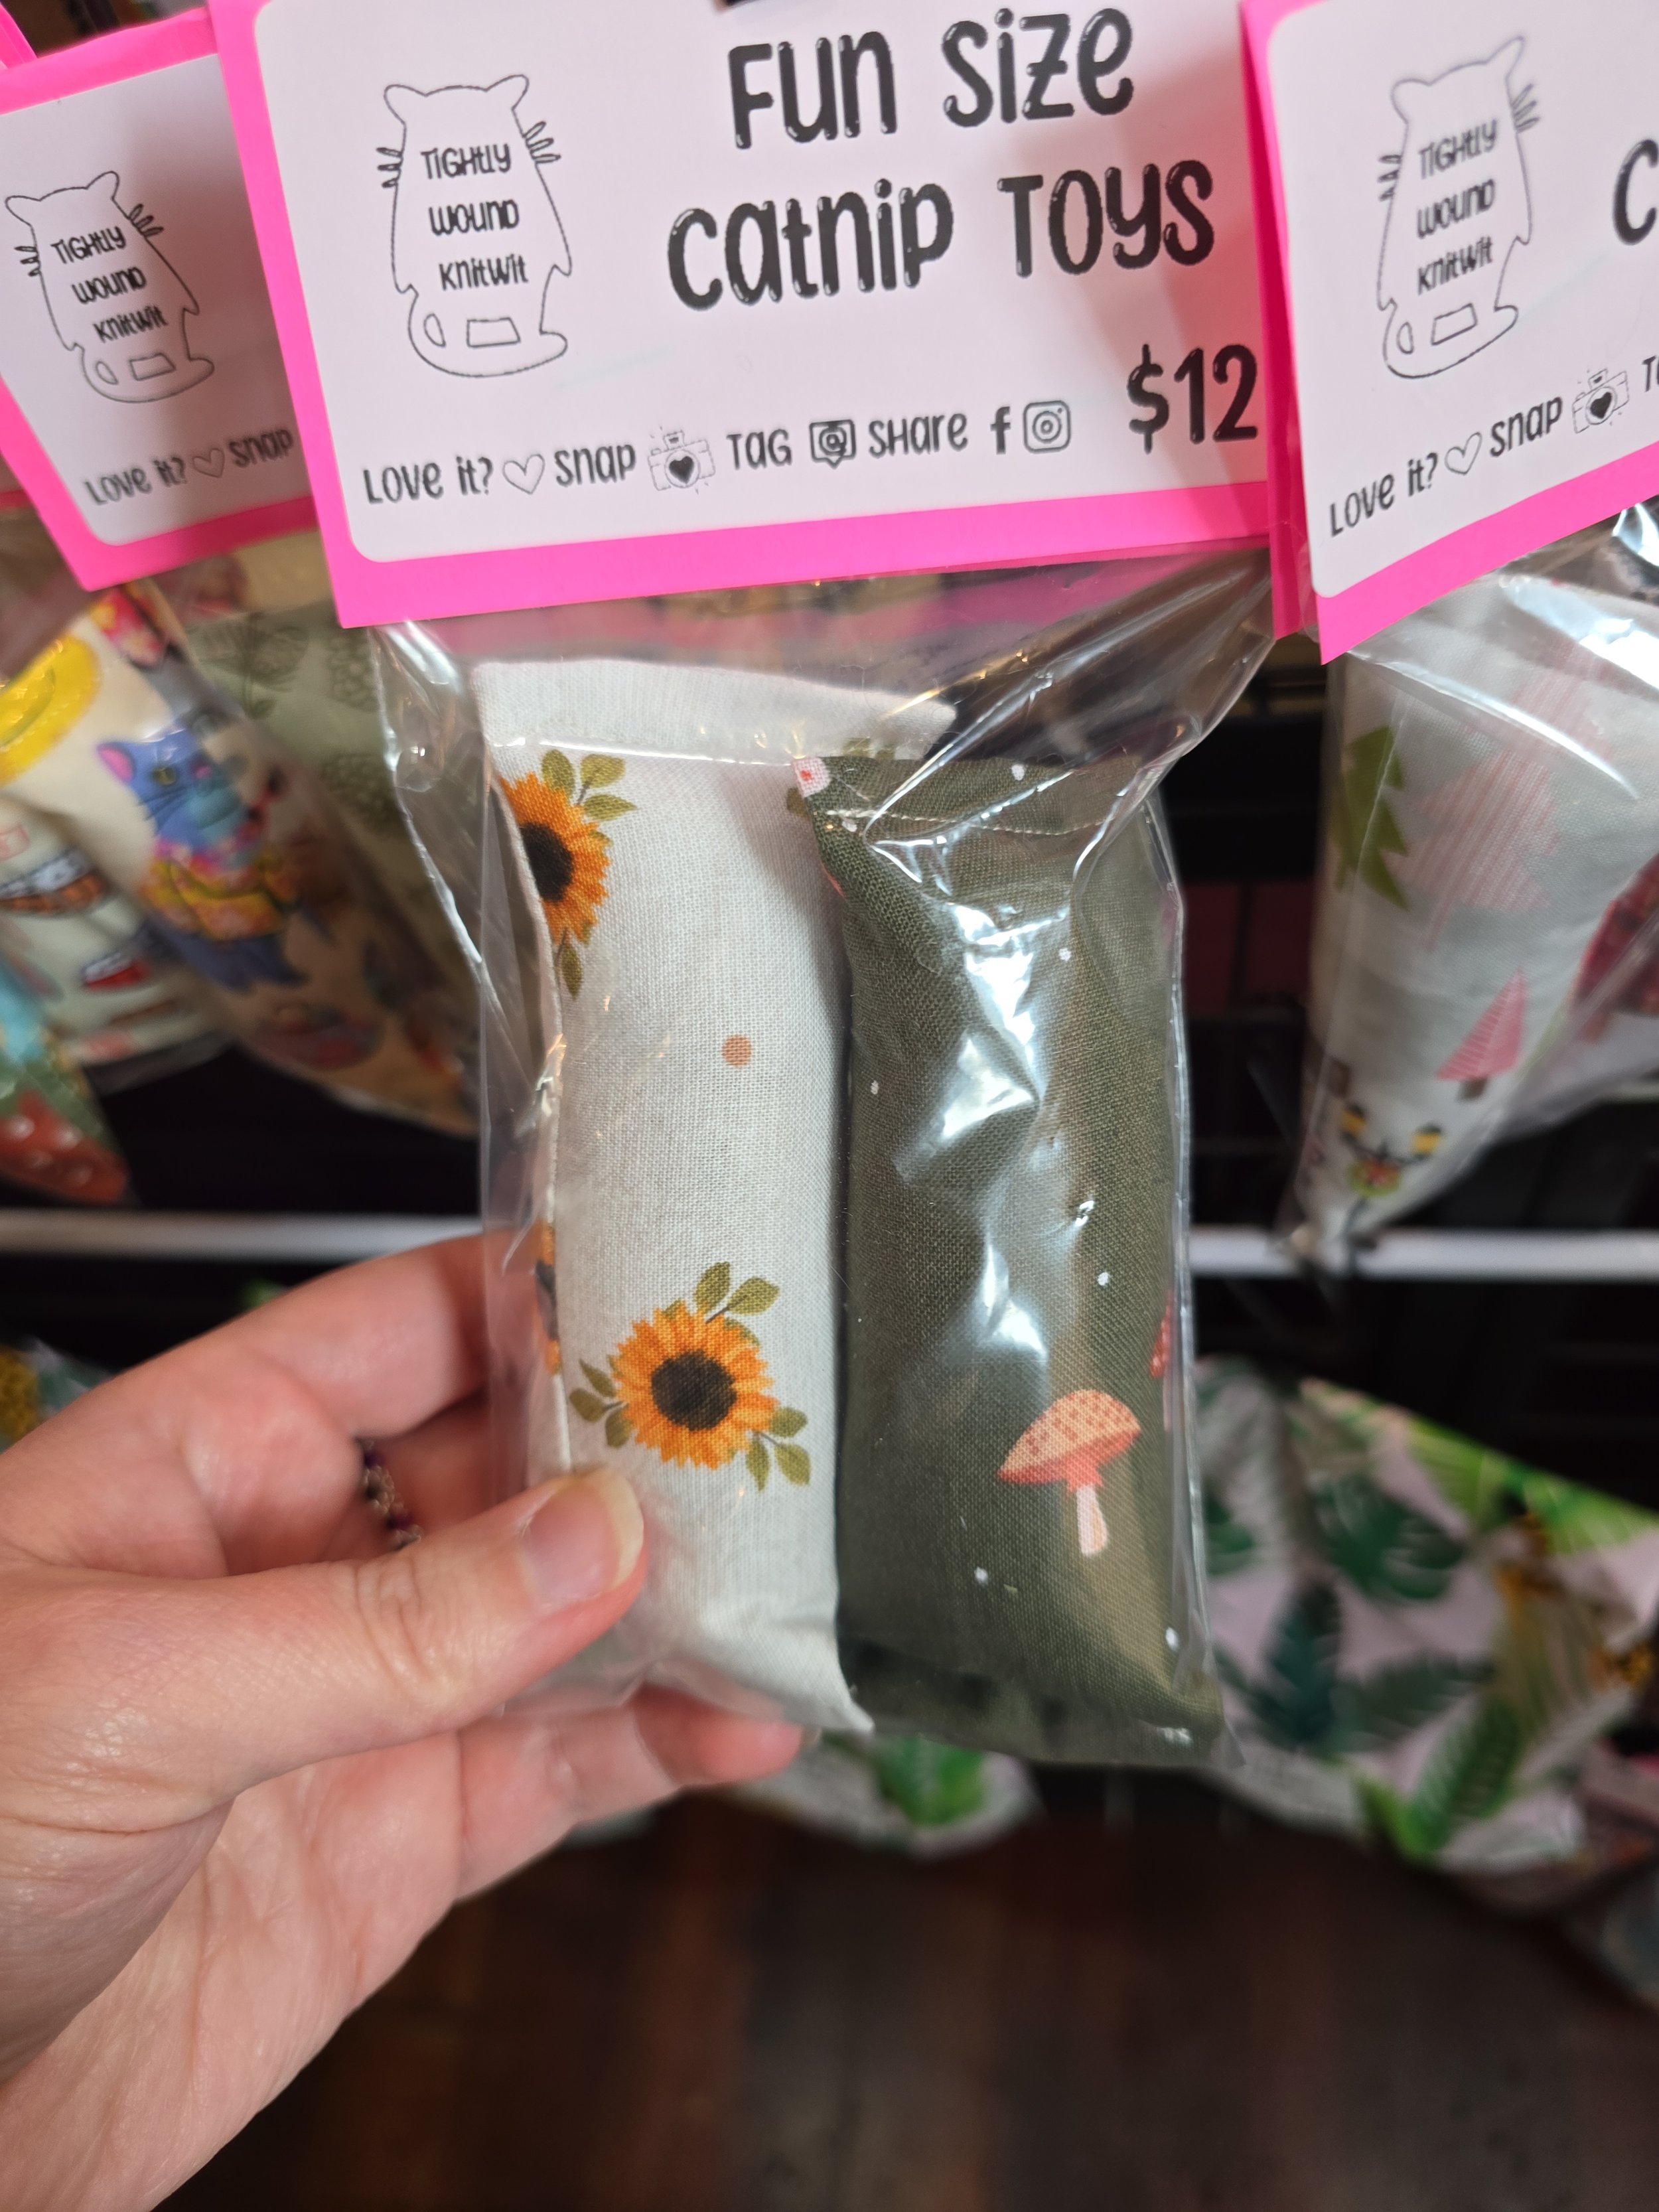 TIGHTLY
WOUND
KNITWIT
LOVE it? SNAP
FUN SIZE
CATNIP TOYS
TIGHTLY
WOUND
KNITWIT
$12
LOVE it? SNAP TAG @ SHARE f
TIGHTLY
WOUND
KNITWIT
C
LOVE it? SNAP